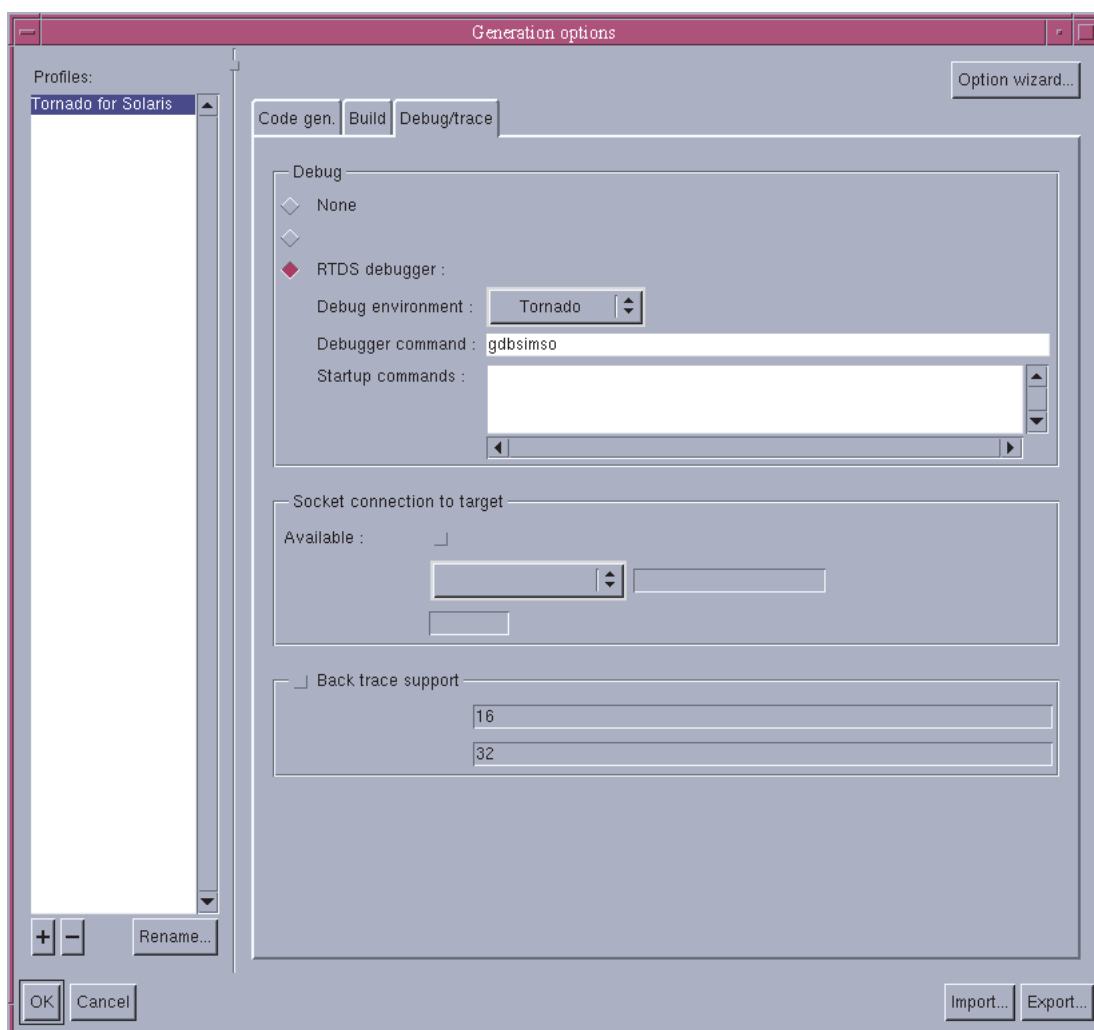 Generation options
Profiles:
Option wizard...
Tornado for Solaris
Code gen. Build Debug/trace
Debug
None
RTDS debugger :
Debug environment : Tornado
Debugger command : gdbsimso
Startup commands :
Socket connection to target
Available :
Back trace support
16
32
+ − Rename...
OK Cancel Import... Export...